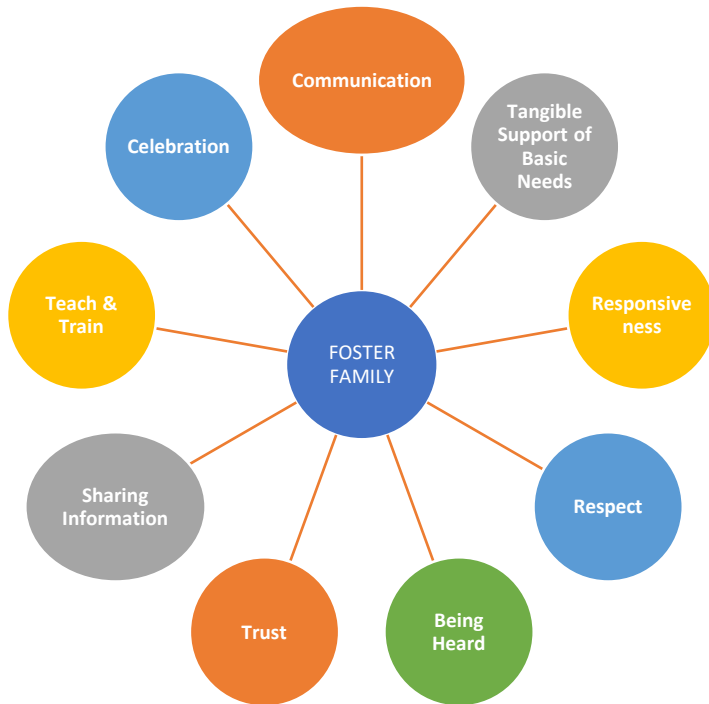 Communication
Tangible
Support of
Basic
Needs
Responsive
ness
Respect
Being
Heard
Trust
Sharing
Information
Teach &
Train
Celebration
FOSTER
FAMILY